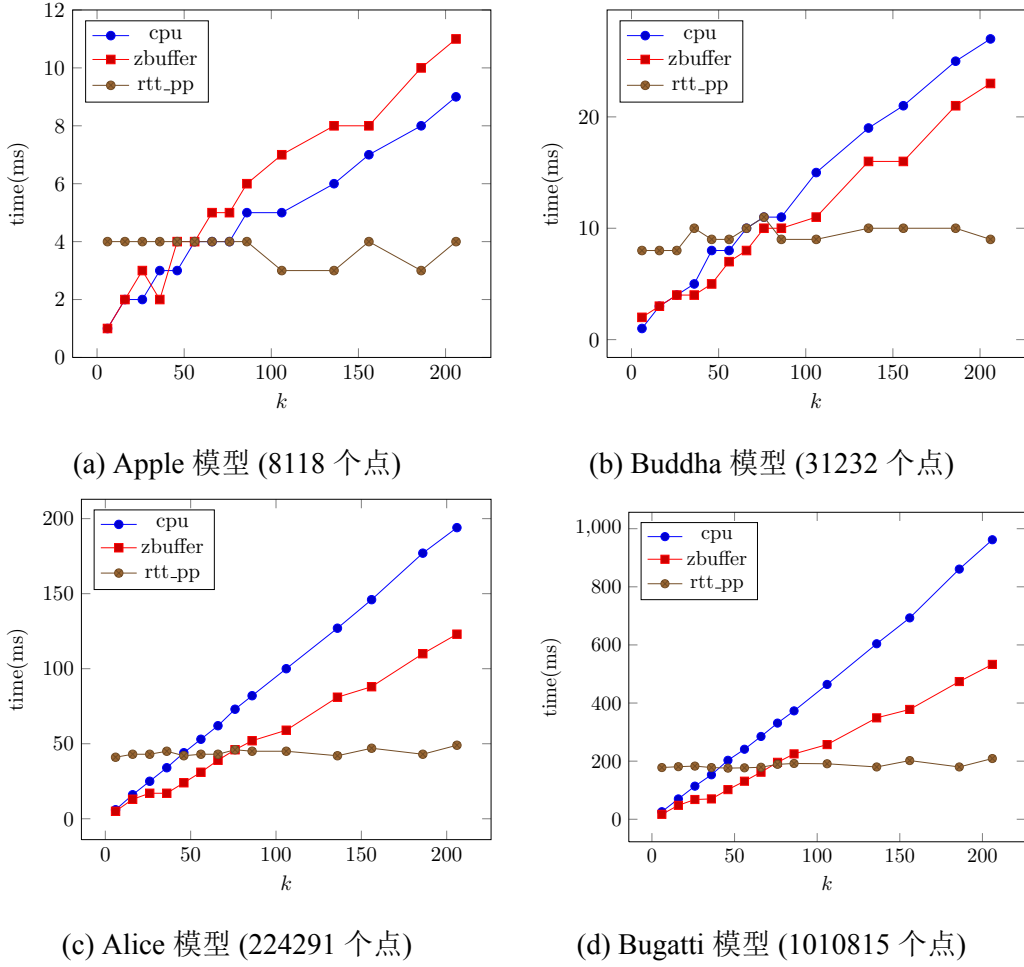 12
10
8
6
4
2
0
time(ms)
cpu
zbuffer
rtt_pp
0 50 100 150 200
k
(a) Apple 模型 (8118 个点)
20
10
0
time(ms)
cpu
zbuffer
rtt_pp
0 50 100 150 200
k
(b) Buddha 模型 (31232 个点)
200
150
100
50
0
time(ms)
cpu
zbuffer
rtt_pp
0 50 100 150 200
k
(c) Alice 模型 (224291 个点)
1,000
800
600
400
200
0
time(ms)
cpu
zbuffer
rtt_pp
0 50 100 150 200
k
(d) Bugatti 模型 (1010815 个点)